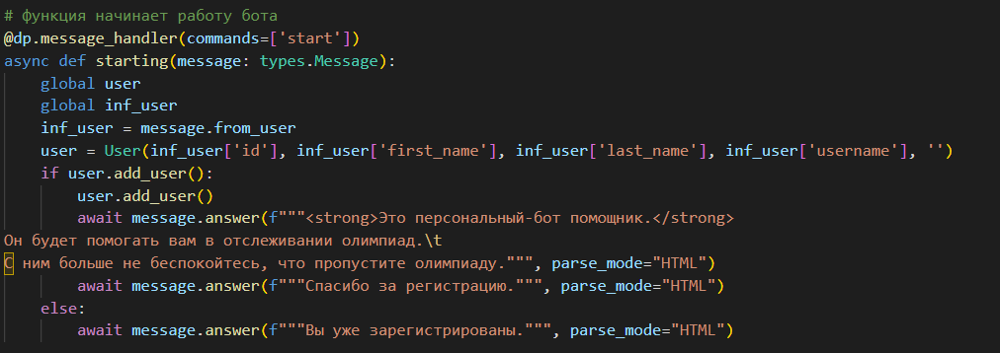 # функция начинает работу бота
@dp.message_handler(commands=['start'])
async def starting(message: types.Message):
    global user
    global inf_user
    inf_user = message.from_user
    user = User(inf_user['id'], inf_user['first_name'], inf_user['last_name'], inf_user['username'], '')
    if user.add_user():
        user.add_user()
        await message.answer(f"""<strong>Это персональный-бот помощник.</strong>
Он будет помогать вам в отслеживании олимпиад.\t
С ним больше не беспокойтесь, что пропустите олимпиаду.""", parse_mode="HTML")
        await message.answer(f"""Спасибо за регистрацию.""", parse_mode="HTML")
    else:
        await message.answer(f"""Вы уже зарегистрированы.""", parse_mode="HTML")